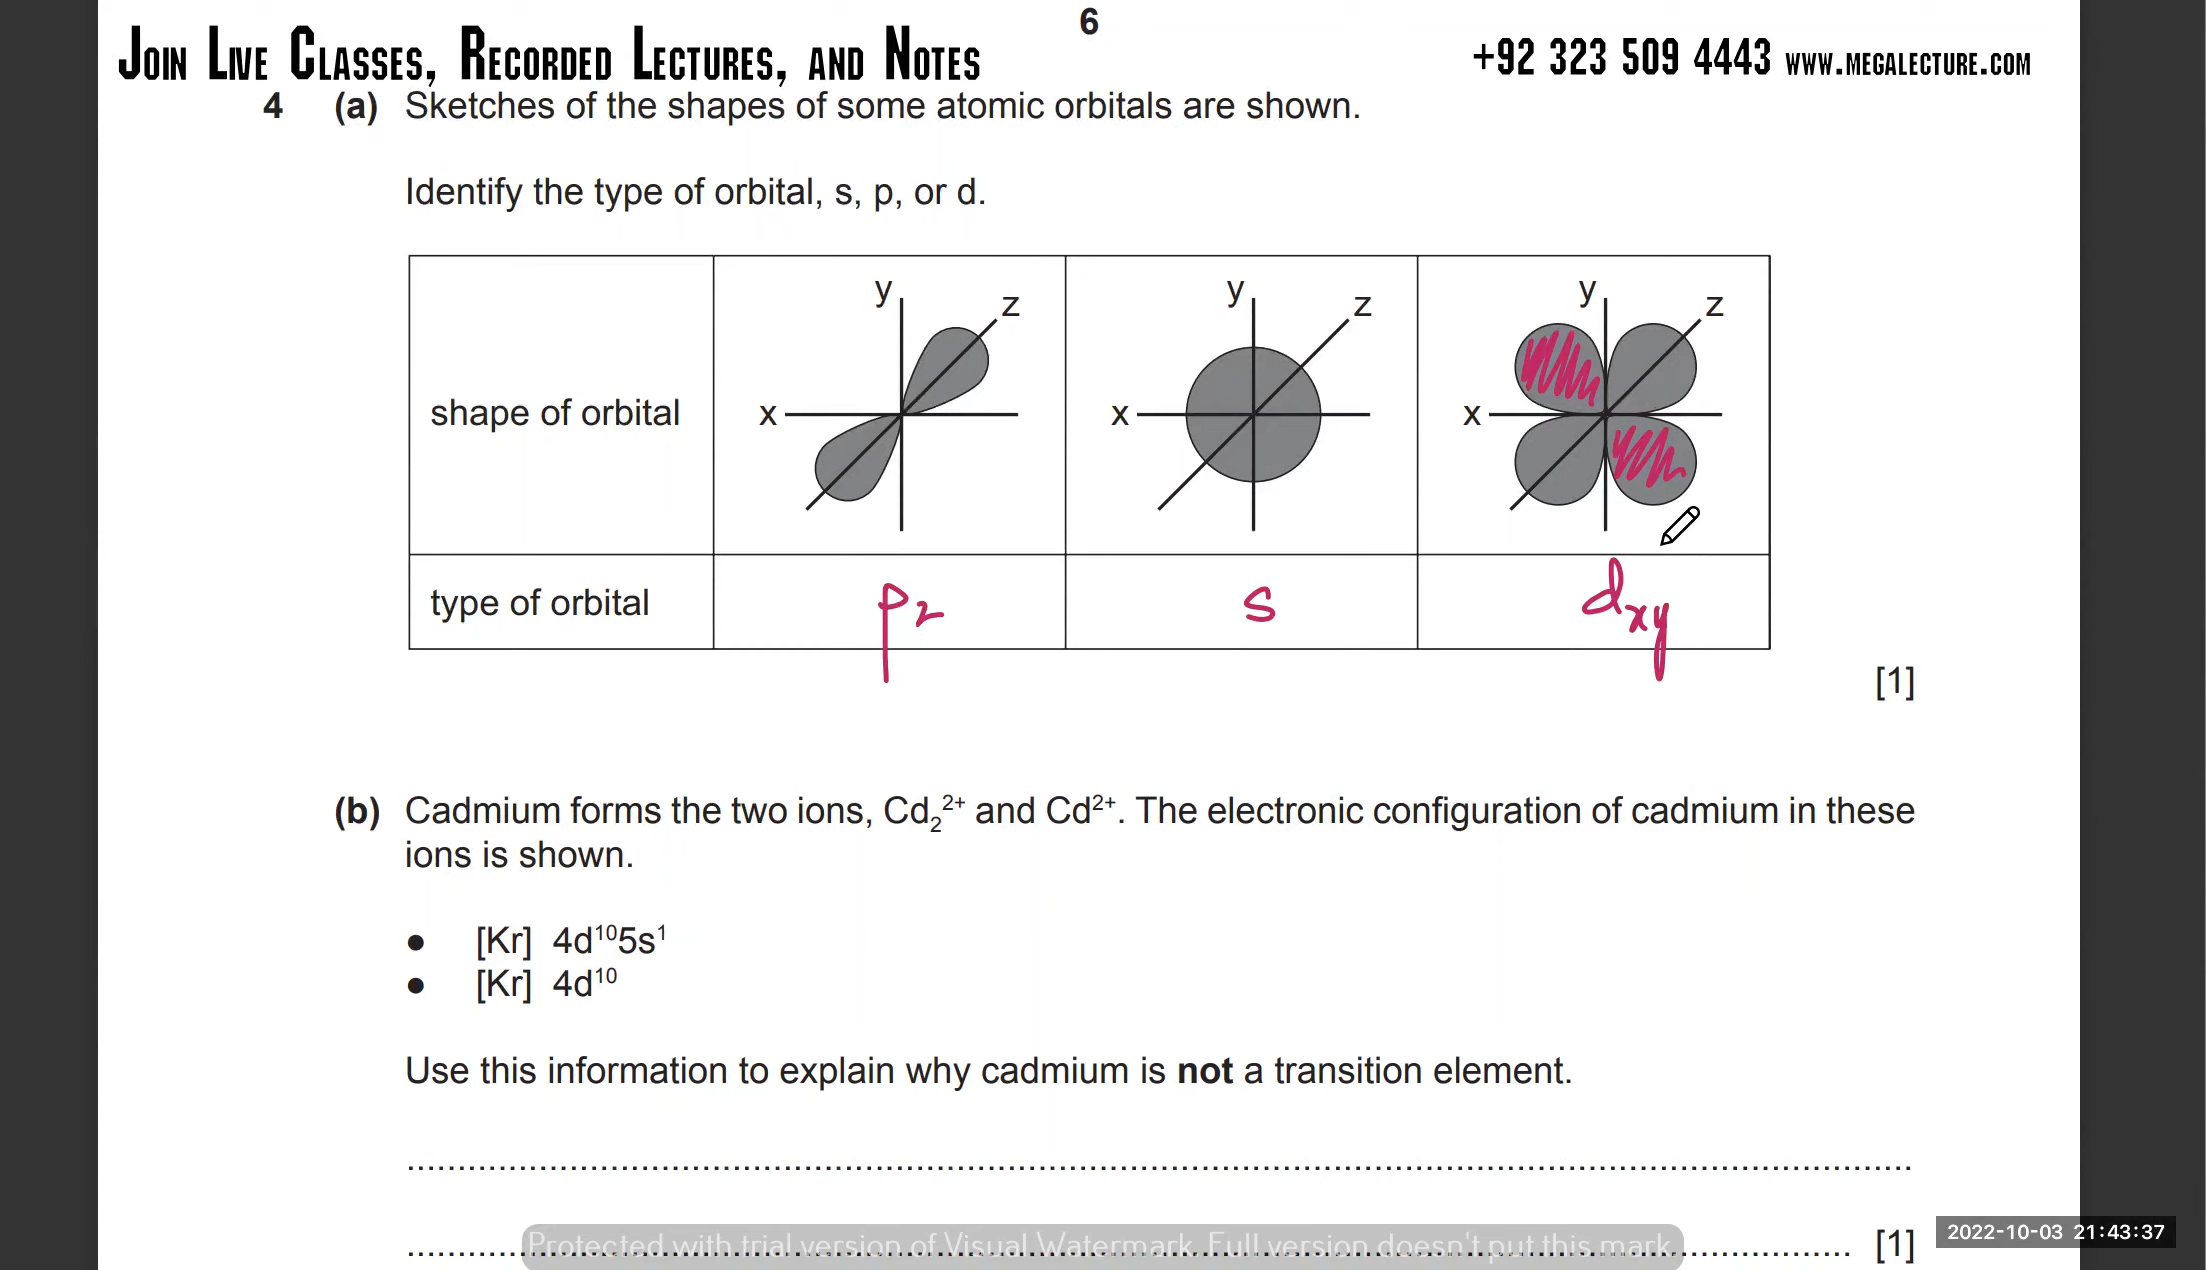 6
JOIN LIVE CLASSES, RECORDED LECTURES, AND NOTES
+92 323 509 4443 WWW.MEGALECTURE.COM
4 (a) Sketches of the shapes of some atomic orbitals are shown.
Identify the type of orbital, s, p, or d.
shape of orbital
y z x
y z x
y z x
type of orbital pz s dxy
[1]
(b) Cadmium forms the two ions, Cd₂²⁺ and Cd²⁺. The electronic configuration of cadmium in these
ions is shown.
● [Kr] 4d¹⁰5s¹
● [Kr] 4d¹⁰
Use this information to explain why cadmium is not a transition element.
Protected with trial version of Visual Watermark. Full version doesn't put this mark.
[1]
2022-10-03 21:43:37